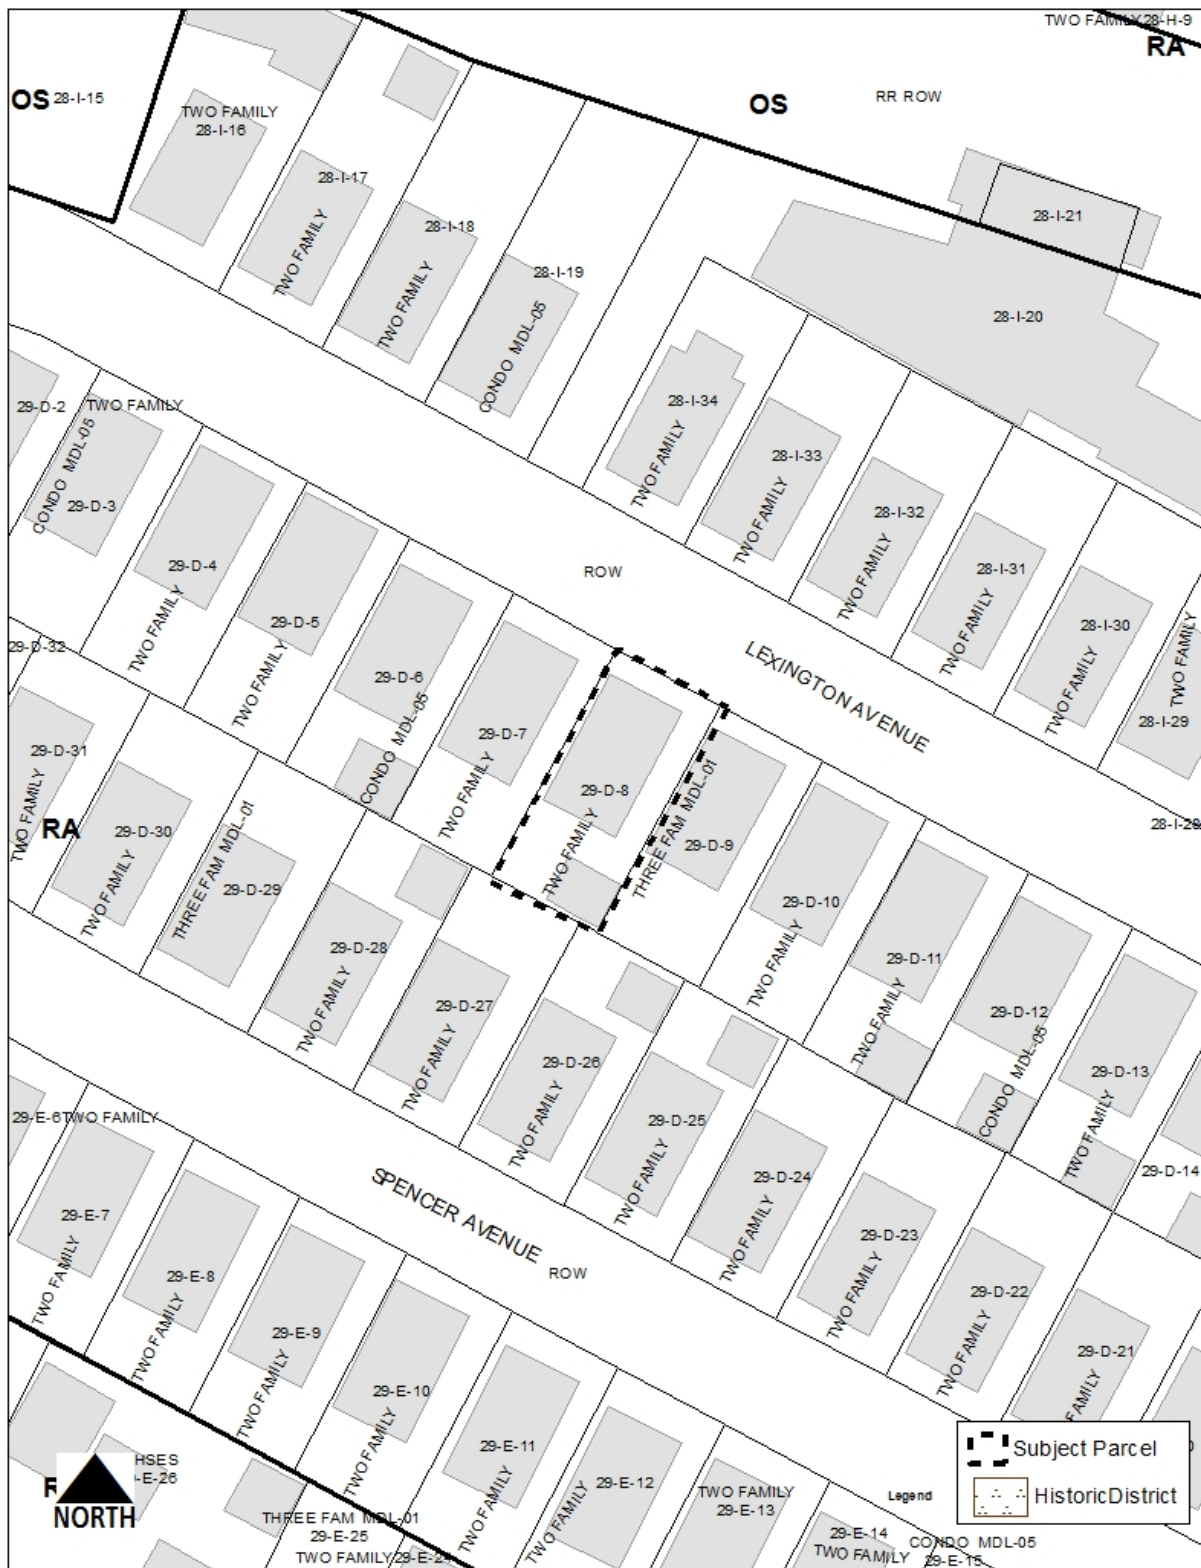 TWO FAMILY 28-H-9
RA
OS 28-I-15
OS
RR ROW
TWO FAMILY
28-I-16
28-I-17
TWO FAMILY
28-I-18
TWO FAMILY
28-I-19
CONDO MDL-05
28-I-21
28-I-20
28-I-34
TWO FAMILY
28-I-33
TWO FAMILY
28-I-32
TWO FAMILY
28-I-31
TWO FAMILY
28-I-30
TWO FAMILY
TWO FAMILY
28-I-29
28-I-28
29-D-2
TWO FAMILY
CONDO MDL-05
29-D-3
29-D-4
TWO FAMILY
29-D-5
TWO FAMILY
29-D-6
CONDO MDL-05
29-D-7
TWO FAMILY
29-D-8
TWO FAMILY
THREE FAM MDL-01
29-D-9
29-D-10
TWO FAMILY
29-D-11
TWO FAMILY
29-D-12
CONDO MDL-05
29-D-13
TWO FAMILY
29-D-14
ROW
LEXINGTON AVENUE
29-D-32
29-D-31
TWO FAMILY
RA
29-D-30
TWO FAMILY
THREE FAM MDL-01
29-D-29
29-D-28
TWO FAMILY
29-D-27
TWO FAMILY
29-D-26
TWO FAMILY
29-D-25
TWO FAMILY
29-D-24
TWO FAMILY
29-D-23
TWO FAMILY
29-D-22
TWO FAMILY
29-D-21
FAMILY
SPENCER AVENUE
ROW
29-E-6 TWO FAMILY
29-E-7
TWO FAMILY
29-E-8
TWO FAMILY
29-E-9
TWO FAMILY
29-E-10
TWO FAMILY
29-E-11
TWO FAMILY
29-E-12
TWO FAMILY
TWO FAMILY
29-E-13
29-E-14
TWO FAMILY
CONDO MDL-05
29-E-15
HSES
-E-26
R
NORTH
THREE FAM MDL-01
29-E-25
TWO FAMILY
Legend
Subject Parcel
HistoricDistrict